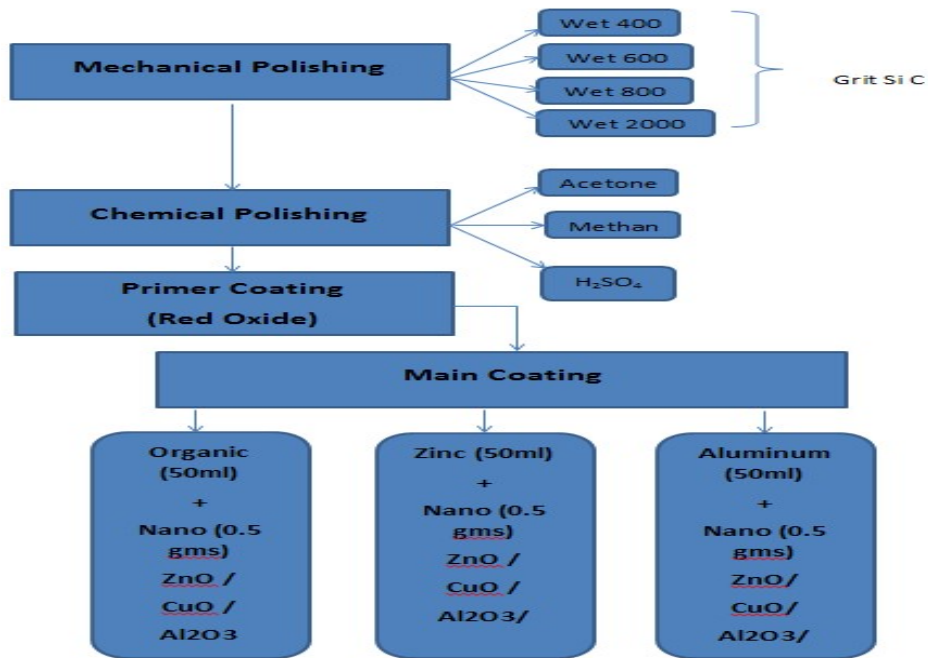 Mechanical Polishing
Wet 400
Wet 600
Wet 800
Wet 2000
Grit Si C
Chemical Polishing
Acetone
Methan
H₂SO₄
Primer Coating
(Red Oxide)
Main Coating
Organic
(50ml)
+
Nano (0.5
gms)
ZnO /
CuO /
Al2O3
Zinc (50ml)
+
Nano (0.5
gms)
ZnO /
CuO /
Al2O3/
Aluminum
(50ml)
+
Nano (0.5
gms)
ZnO/
CuO/
Al2O3/